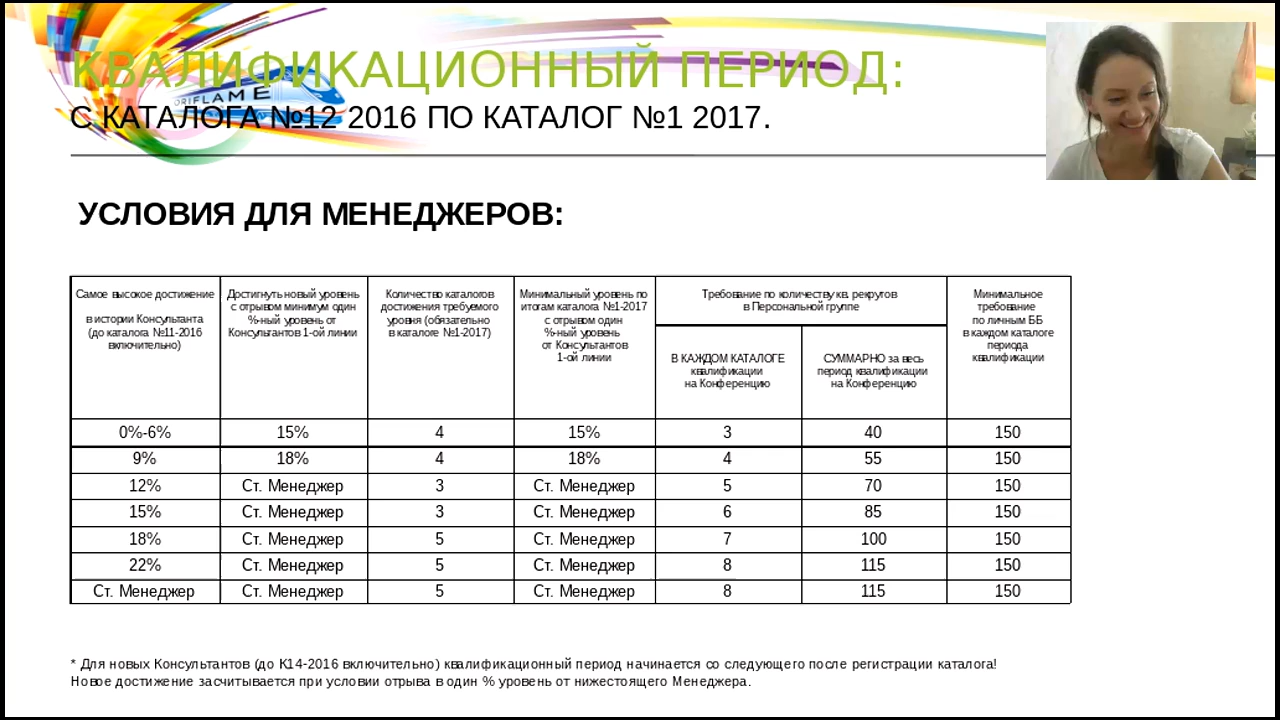 КВАЛИФИКАЦИОННЫЙ ПЕРИОД:
ORIFLAME
С КАТАЛОГА №12 2016 ПО КАТАЛОГ №1 2017.
УСЛОВИЯ ДЛЯ МЕНЕДЖЕРОВ:
Самое высокое достижение
в истории Консультанта
(до каталога №11-2016
включительно)
Достигнуть новый уровень
с отрывом минимум один
%-ный уровень от
Консультантов 1-ой линии
Количество каталогов
достижения требуемого
уровня (обязательно
в каталоге №1-2017)
Минимальный уровень по
итогам каталога №1-2017
с отрывом один
%-ный уровень
от Консультантов
1-ой линии
Требование по количеству кв. рекрутов
в Персональной группе
В КАЖДОМ КАТАЛОГЕ
квалификации
на Конференцию
СУММАРНО за весь
период квалификации
на Конференцию
Минимальное
требование
по личным ББ
в каждом каталоге
периода
квалификации
0%-6% 15% 4 15% 3 40 150
9% 18% 4 18% 4 55 150
12% Ст. Менеджер 3 Ст. Менеджер 5 70 150
15% Ст. Менеджер 3 Ст. Менеджер 6 85 150
18% Ст. Менеджер 5 Ст. Менеджер 7 100 150
22% Ст. Менеджер 5 Ст. Менеджер 8 115 150
Ст. Менеджер Ст. Менеджер 5 Ст. Менеджер 8 115 150
* Для новых Консультантов (до К14-2016 включительно) квалификационный период начинается со следующего после регистрации каталога!
Новое достижение засчитывается при условии отрыва в один % уровень от нижестоящего Менеджера.